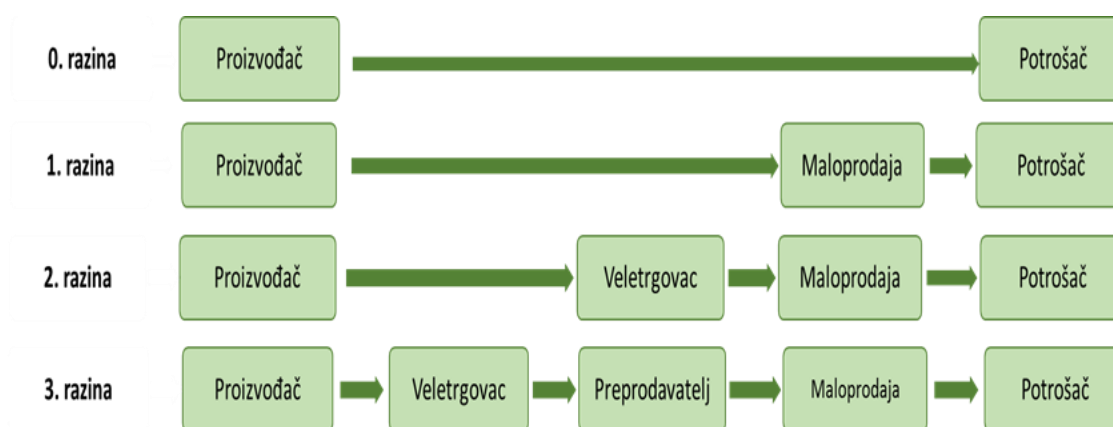 0. razina Proizvođač Potrošač
1. razina Proizvođač Maloprodaja Potrošač
2. razina Proizvođač Veletrgovac Maloprodaja Potrošač
3. razina Proizvođač Veletrgovac Preprodavatelj Maloprodaja Potrošač